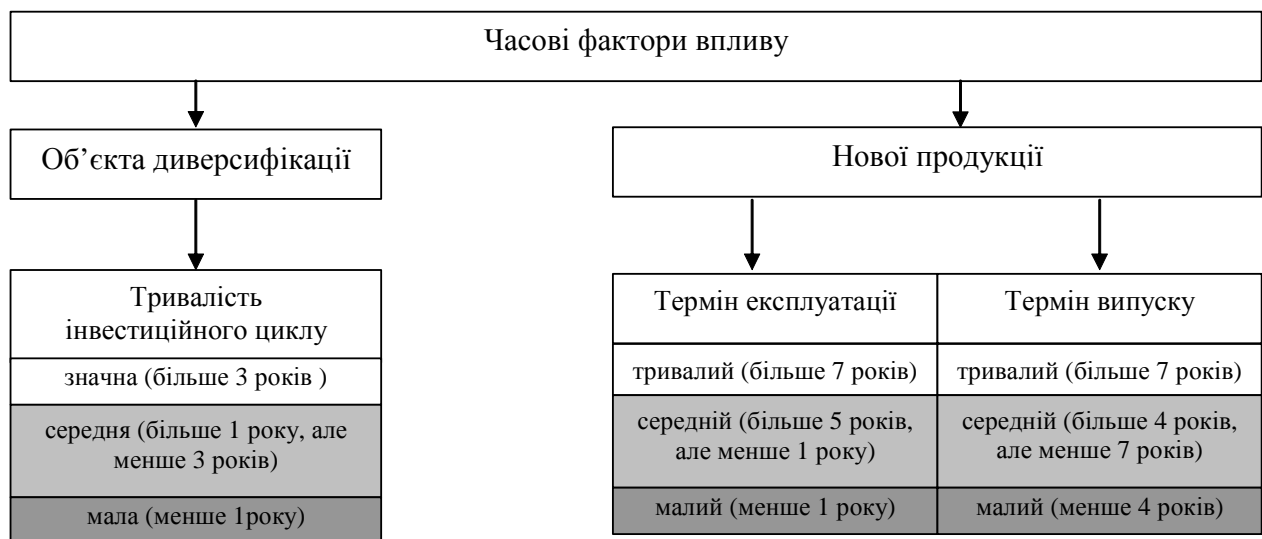 Часові фактори впливу
Об’єкта диверсифікації
Нової продукції
Тривалість
інвестиційного циклу
значна (більше 3 років )
середня (більше 1 року, але
менше 3 років)
мала (менше 1року)
Термін експлуатації
Термін випуску
тривалий (більше 7 років)
тривалий (більше 7 років)
середній (більше 5 років,
але менше 1 року)
середній (більше 4 років,
але менше 7 років)
малий (менше 1 року)
малий (менше 4 років)